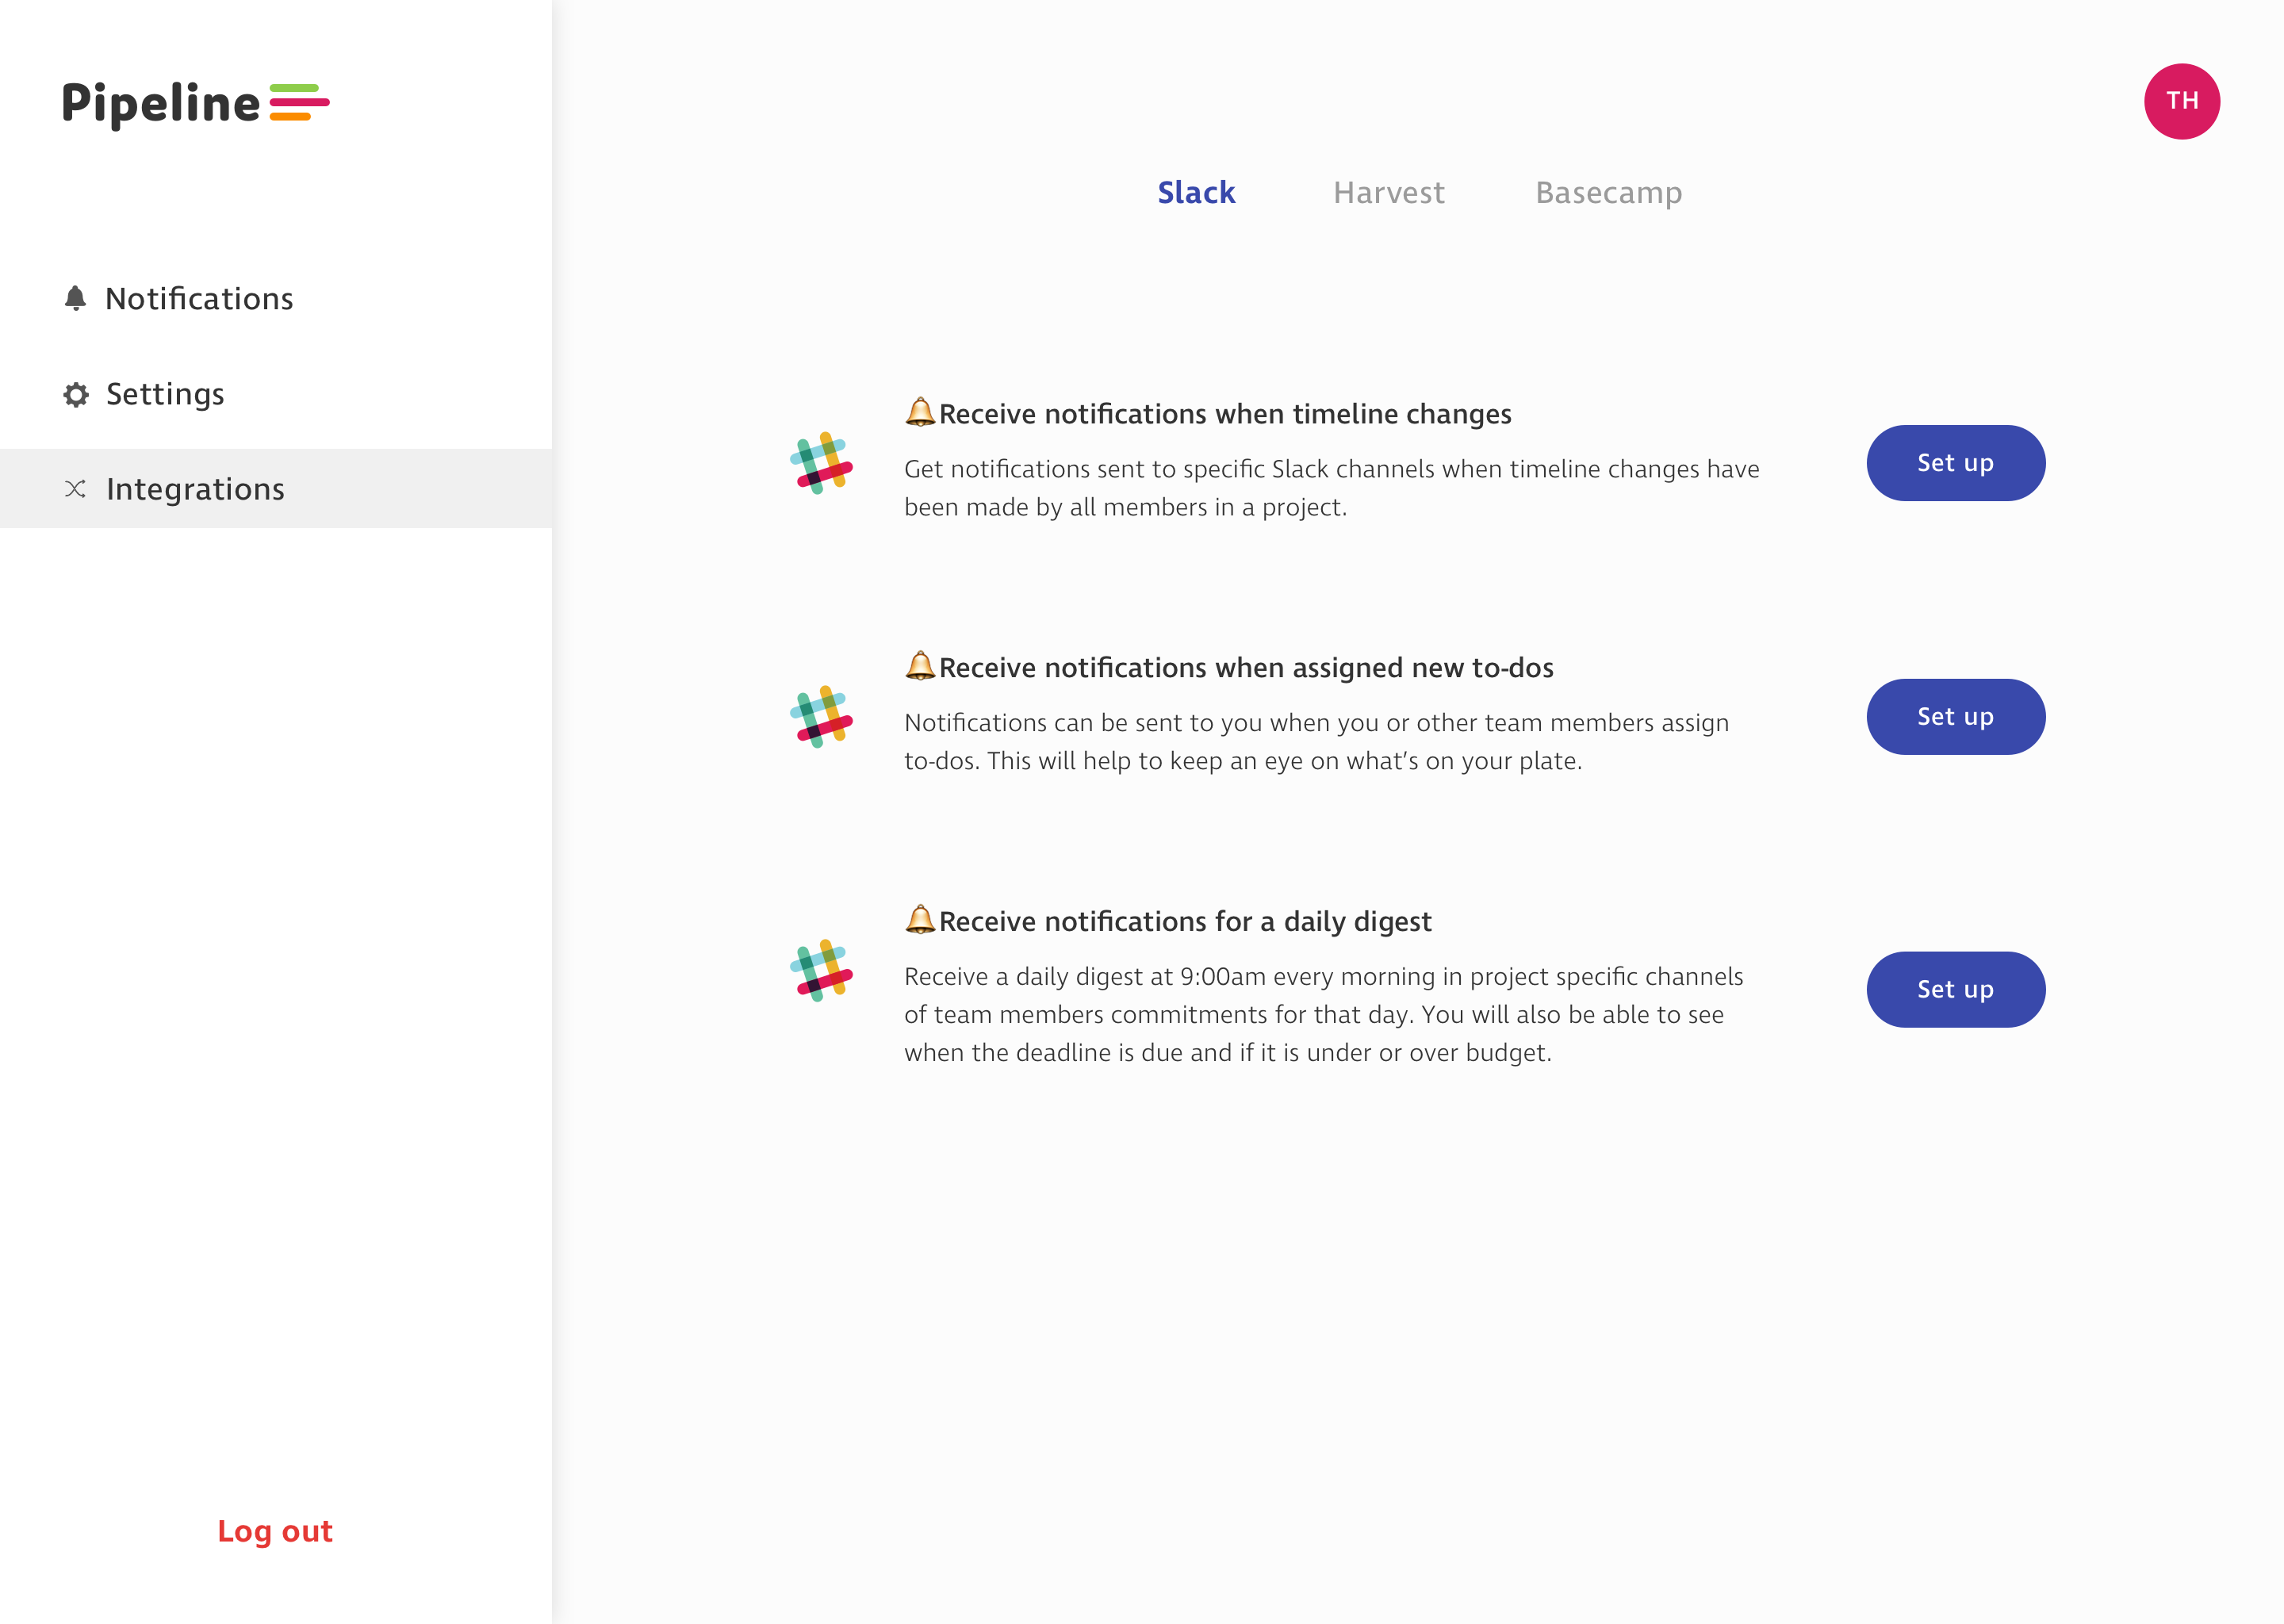 Pipeline
TH
Slack Harvest Basecamp
Notifications
Settings
Integrations
🔔Receive notifications when timeline changes
Get notifications sent to specific Slack channels when timeline changes have
been made by all members in a project.
Set up
🔔Receive notifications when assigned new to-dos
Notifications can be sent to you when you or other team members assign
to-dos. This will help to keep an eye on what’s on your plate.
Set up
🔔Receive notifications for a daily digest
Receive a daily digest at 9:00am every morning in project specific channels
of team members commitments for that day. You will also be able to see
when the deadline is due and if it is under or over budget.
Set up
Log out